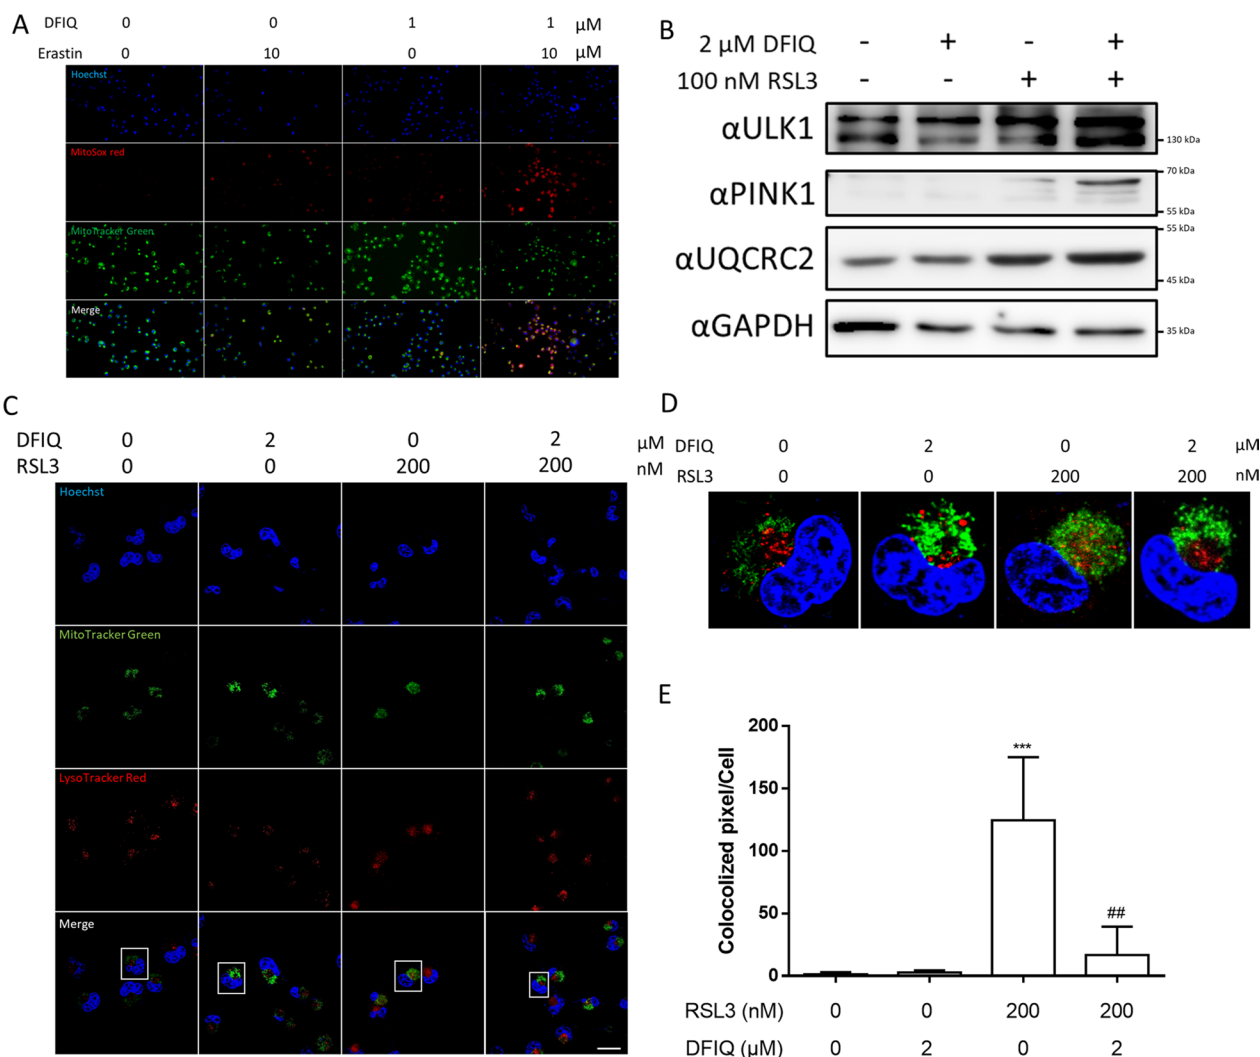 A
DFIQ 0 0 1 1 μM
Erastin 0 10 0 10 μM
Hoechst
MitoSox red
MitoTracker Green
Merge
B
2 μM DFIQ - + - +
100 nM RSL3 - - + +
αULK1
130 kDa
αPINK1
70 kDa
55 kDa
αUQCRC2
55 kDa
45 kDa
αGAPDH
35 kDa
C
DFIQ 0 2 0 2 μM
RSL3 0 0 200 200 nM
Hoechst
MitoTracker Green
LysoTracker Red
Merge
D
DFIQ 0 2 0 2 μM
RSL3 0 0 200 200 nM
E
Colocolized pixel/Cell
200
150
100
50
0
***
##
RSL3 (nM) 0 0 200 200
DFIQ (μM) 0 2 0 2